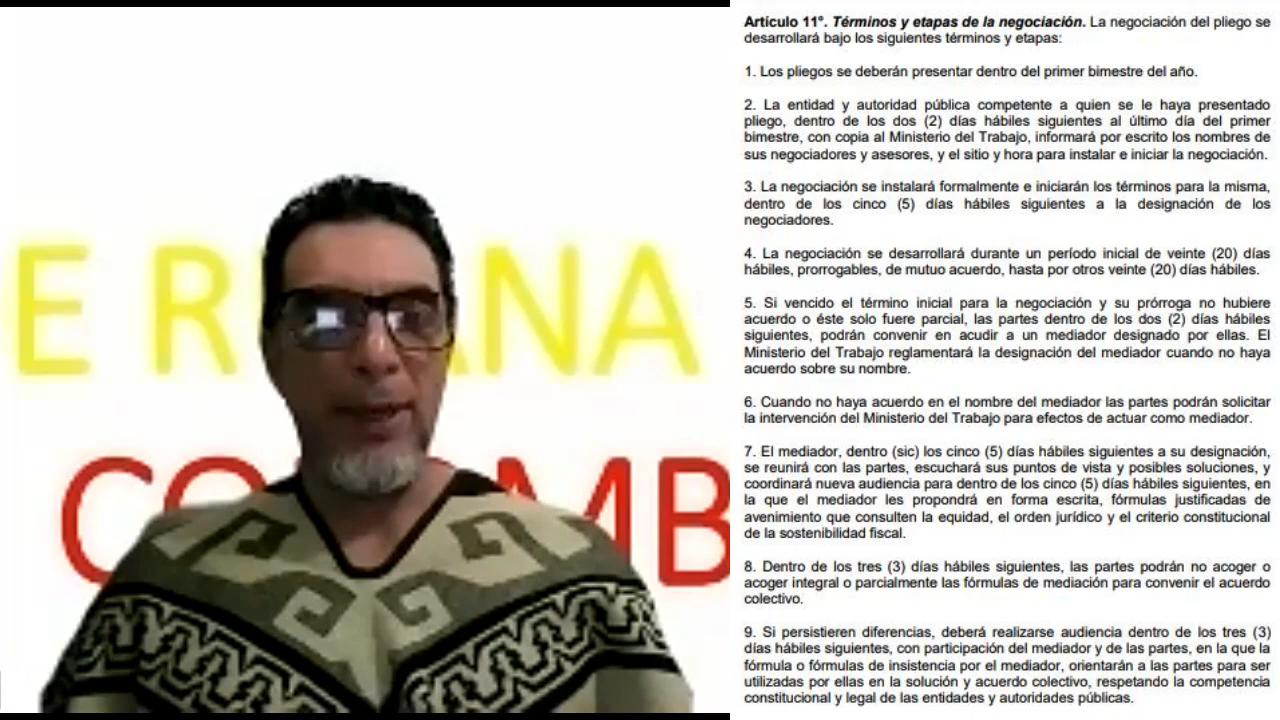 E R
ANA
CO
MB
Artículo 11°. Términos y etapas de la negociación. La negociación del pliego se
desarrollará bajo los siguientes términos y etapas:
1. Los pliegos se deberán presentar dentro del primer bimestre del año.
2. La entidad y autoridad pública competente a quien se le haya presentado
pliego, dentro de los dos (2) días hábiles siguientes al último día del primer
bimestre, con copia al Ministerio del Trabajo, informará por escrito los nombres de
sus negociadores y asesores, y el sitio y hora para instalar e iniciar la negociación.
3. La negociación se instalará formalmente e iniciarán los términos para la misma,
dentro de los cinco (5) días hábiles siguientes a la designación de los
negociadores.
4. La negociación se desarrollará durante un período inicial de veinte (20) días
hábiles, prorrogables, de mutuo acuerdo, hasta por otros veinte (20) días hábiles.
5. Si vencido el término inicial para la negociación y su prórroga no hubiere
acuerdo o éste solo fuere parcial, las partes dentro de los dos (2) días hábiles
siguientes, podrán convenir en acudir a un mediador designado por ellas. El
Ministerio del Trabajo reglamentará la designación del mediador cuando no haya
acuerdo sobre su nombre.
6. Cuando no haya acuerdo en el nombre del mediador las partes podrán solicitar
la intervención del Ministerio del Trabajo para efectos de actuar como mediador.
7. El mediador, dentro (sic) los cinco (5) días hábiles siguientes a su designación,
se reunirá con las partes, escuchará sus puntos de vista y posibles soluciones, y
coordinará nueva audiencia para dentro de los cinco (5) días hábiles siguientes, en
la que el mediador les propondrá en forma escrita, fórmulas justificadas de
avenimiento que consulten la equidad, el orden jurídico y el criterio constitucional
de la sostenibilidad fiscal.
8. Dentro de los tres (3) días hábiles siguientes, las partes podrán no acoger o
acoger integral o parcialmente las fórmulas de mediación para convenir el acuerdo
colectivo.
9. Si persistieren diferencias, deberá realizarse audiencia dentro de los tres (3)
días hábiles siguientes, con participación del mediador y de las partes, en la que la
fórmula o fórmulas de insistencia por el mediador, orientarán a las partes para ser
utilizadas por ellas en la solución y acuerdo colectivo, respetando la competencia
constitucional y legal de las entidades y autoridades públicas.